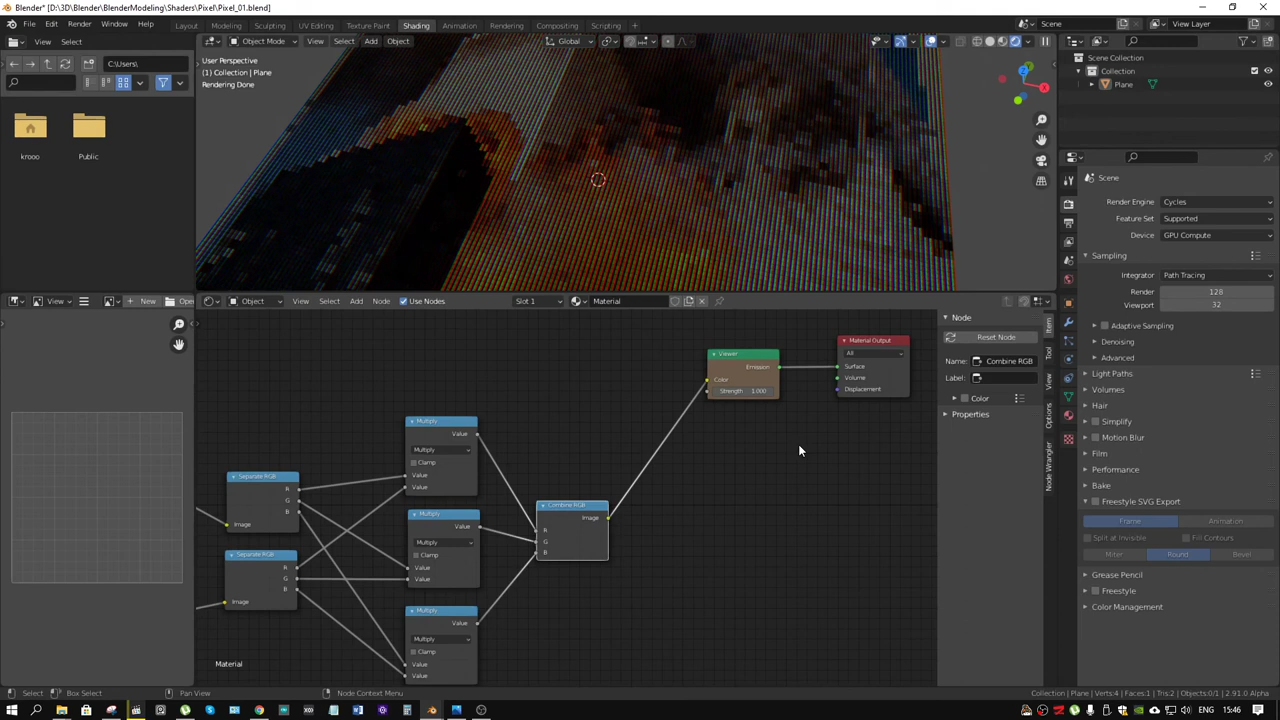 Blender* [D:\3D\Blender\BlenderModeling\Shaders\Pixel\Pixel_01.blend]
File Edit Render Window Help Layout Modeling Sculpting UV Editing Texture Paint Shading Animation Rendering Compositing Scripting + Scene View Layer
View Select Object Mode View Select Add Object Global
C:\Users\
krooo Public
User Perspective
(1) Collection | Plane
Rendering Done
Scene Collection
Collection
Plane
Scene
Render Engine Cycles
Feature Set Supported
Device GPU Compute
Sampling
Integrator Path Tracing
Render 128
Viewport 32
Adaptive Sampling
Denoising
Advanced
Light Paths
Volumes
Hair
Simplify
Motion Blur
Film
Performance
Bake
Freestyle SVG Export
Frame Animation
Split at Invisible Fill Contours
Miter Round Bevel
Grease Pencil
Freestyle
Color Management
View + New Open
Object View Select Add Node Use Nodes Slot 1 Material
Node
Reset Node
Name: Combine RGB
Label:
Color
Properties
Item
Tool
View
Options
Node Wrangler
Viewer
Emission
Color
Strength 1.000
Material Output
All
Surface
Volume
Displacement
Multiply
Value
Multiply
Clamp
Value
Value
Separate RGB
R
G
B
Image
Separate RGB
R
G
B
Image
Multiply
Value
Multiply
Clamp
Value
Value
Combine RGB
Image
R
G
B
Multiply
Value
Multiply
Clamp
Value
Value
Material
Select Box Select Pan View Node Context Menu Collection | Plane | Verts:4 | Faces:1 | Tris:2 | Objects:0/1 | 2.91.0 Alpha
ENG 15:46